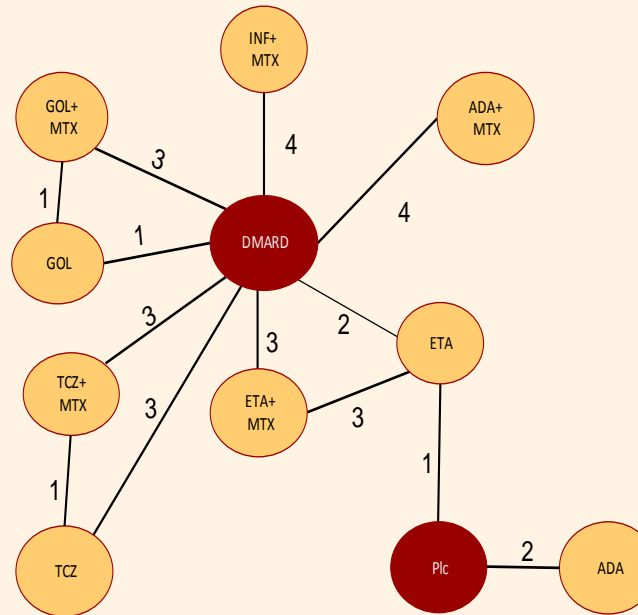 INF+
MTX
GOL+
MTX
ADA+
MTX
3
4
1
4
1
DMARD
GOL
3
2
3
ETA
TCZ+
MTX
3
ETA+
MTX
3
1
1
2
TCZ
Plc
ADA